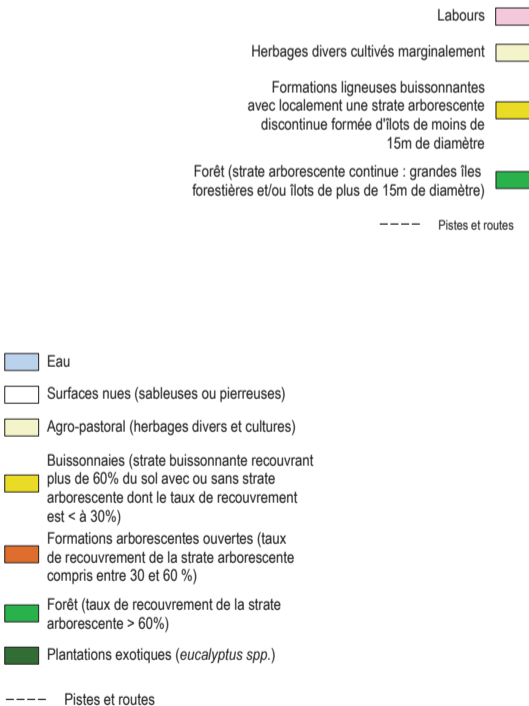 Labours
Herbages divers cultivés marginalement
Formations ligneuses buissonnantes
avec localement une strate arborescente
discontinue formée d'îlots de moins de
15m de diamètre
Forêt (strate arborescente continue : grandes îles
forestières et/ou îlots de plus de 15m de diamètre)
Pistes et routes
Eau
Surfaces nues (sableuses ou pierreuses)
Agro-pastoral (herbages divers et cultures)
Buissonnaies (strate buissonnante recouvrant
plus de 60% du sol avec ou sans strate
arborescente dont le taux de recouvrement
est < à 30%)
Formations arborescentes ouvertes (taux
de recouvrement de la strate arborescente
compris entre 30 et 60 %)
Forêt (taux de recouvrement de la strate
arborescente > 60%)
Plantations exotiques (eucalyptus spp.)
Pistes et routes